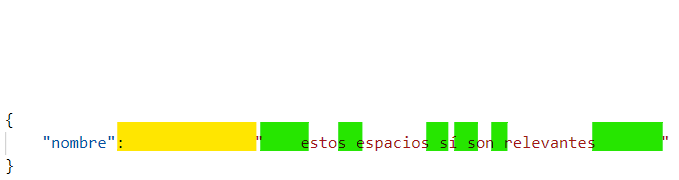 {
    "nombre":               "    estos espacios sí son relevantes       "
}